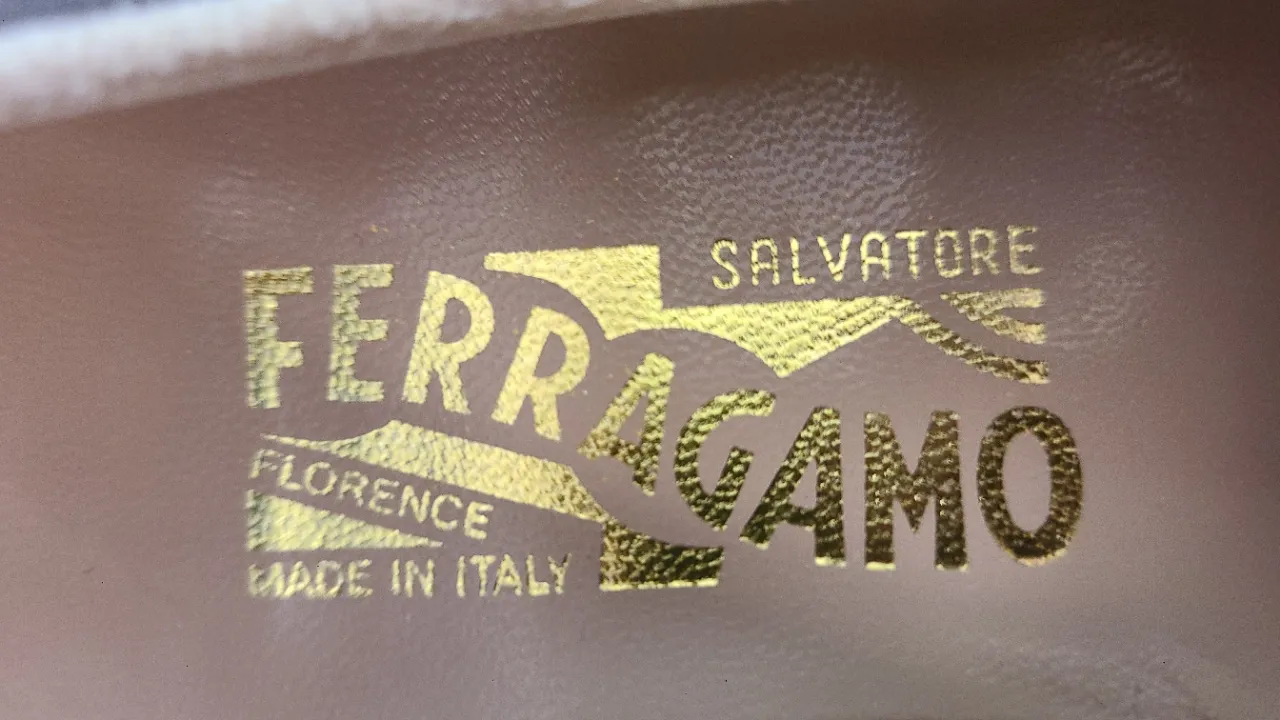 SALVATORE
FERRAGAMO
FLORENCE
MADE IN ITALY